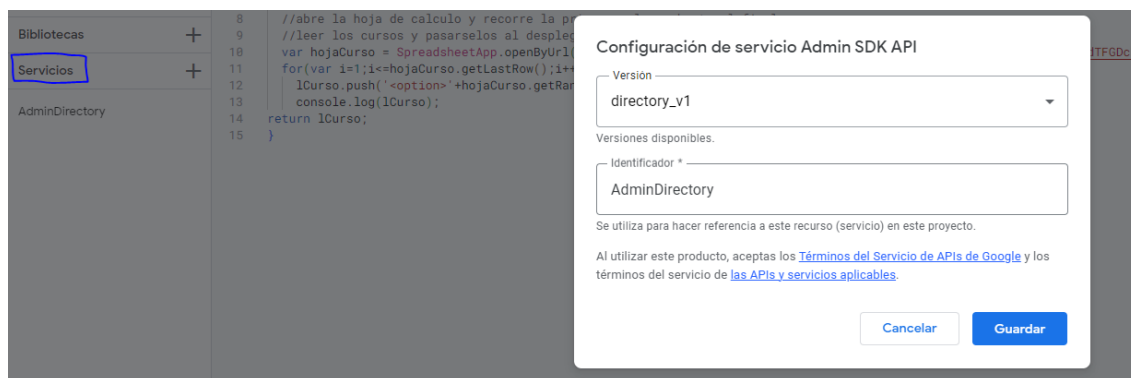 Bibliotecas
Servicios
AdminDirectory
8 //abre la hoja de calculo y recorre la
9 //leer los cursos y pasarselos al
10 var hojaCurso = SpreadsheetApp.openByUrl(
11 for(var i=1;i<=hojaCurso.getLastRow();i++
12 lCurso.push('<option>'+hojaCurso.getRan
13 console.log(lCurso);
14 return lCurso;
15 }
dTFGDc
Configuración de servicio Admin SDK API
Versión
directory_v1
Versiones disponibles.
Identificador *
AdminDirectory
Se utiliza para hacer referencia a este recurso (servicio) en este proyecto.
Al utilizar este producto, aceptas los Términos del Servicio de APIs de Google y los
términos del servicio de las APIs y servicios aplicables.
Cancelar
Guardar